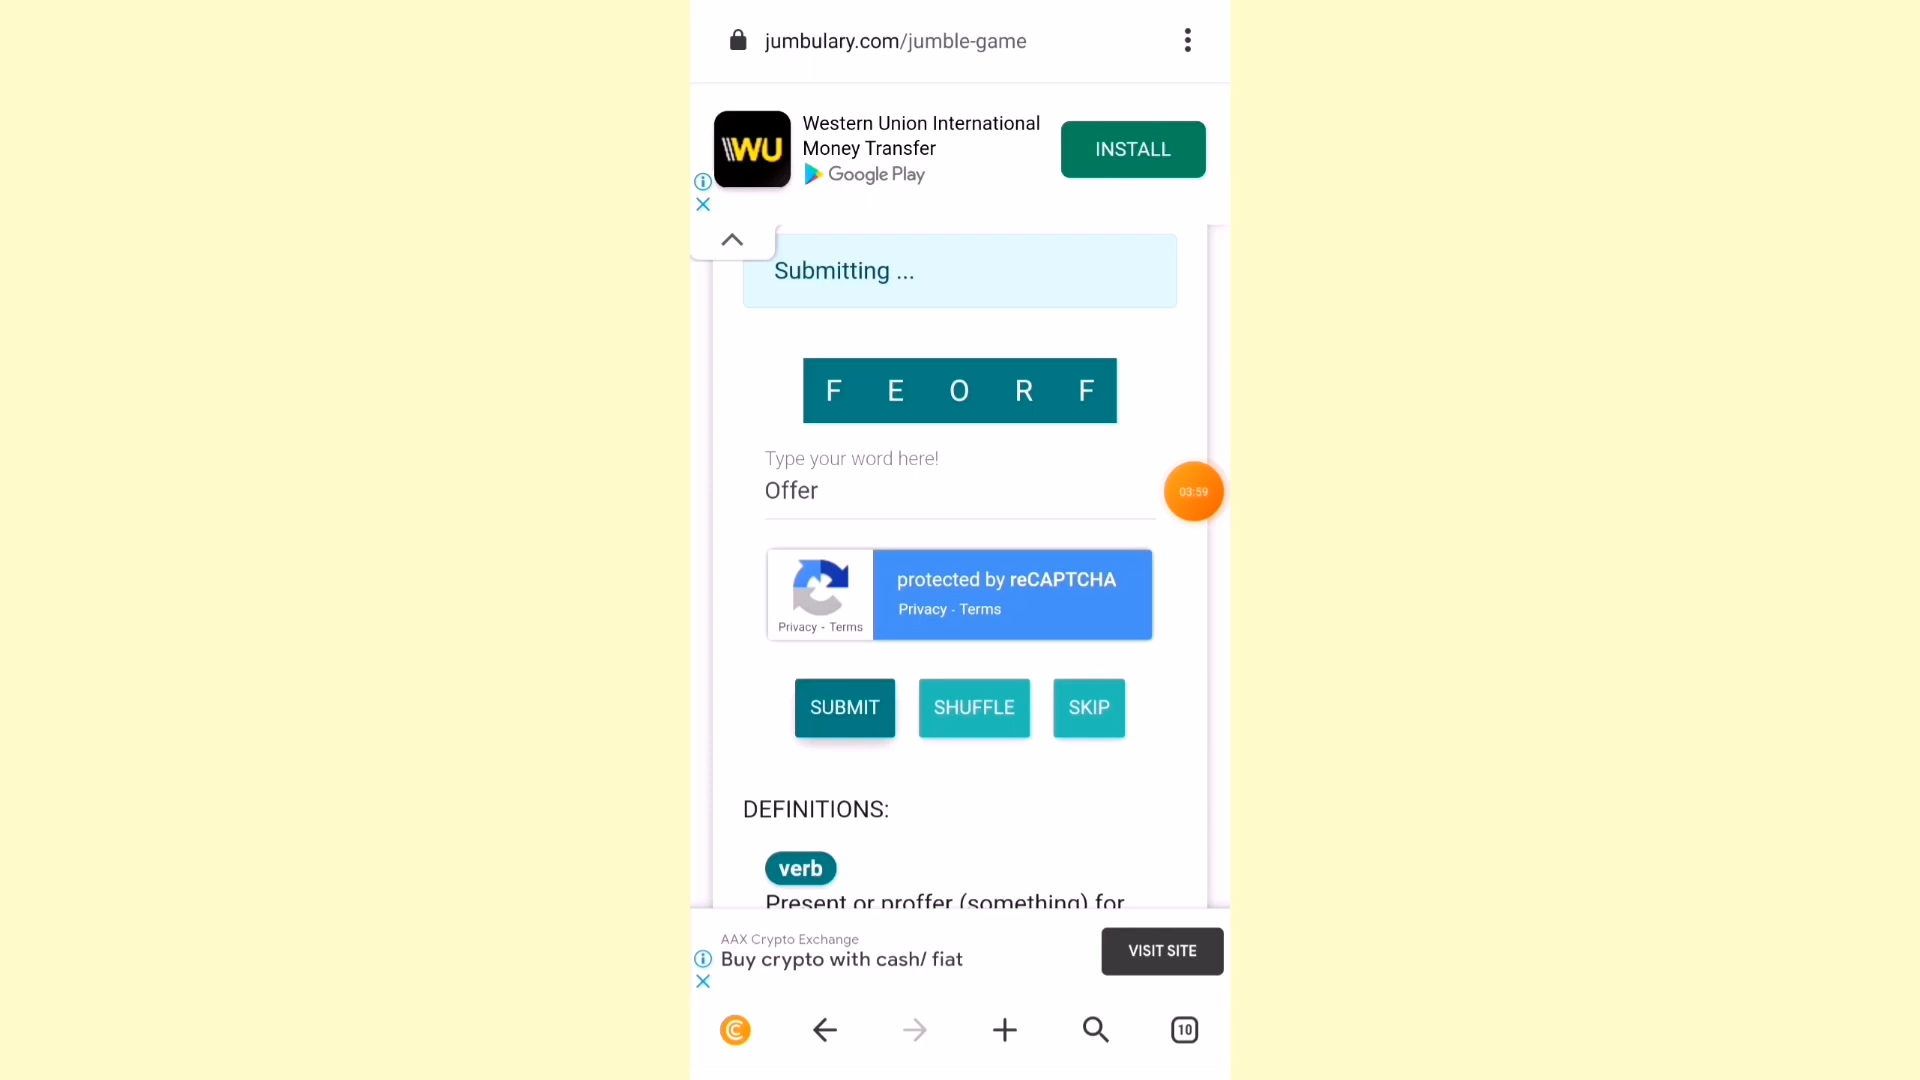 jumbulary.com/jumble-game
WU
Western Union International
Money Transfer
Google Play
INSTALL
Submitting ...
F E O R F
Type your word here!
Offer
03:59
protected by reCAPTCHA
Privacy - Terms
Privacy - Terms
SUBMIT
SHUFFLE
SKIP
DEFINITIONS:
verb
Present or proffer (something) for
AAX Crypto Exchange
Buy crypto with cash/ fiat
VISIT SITE
10